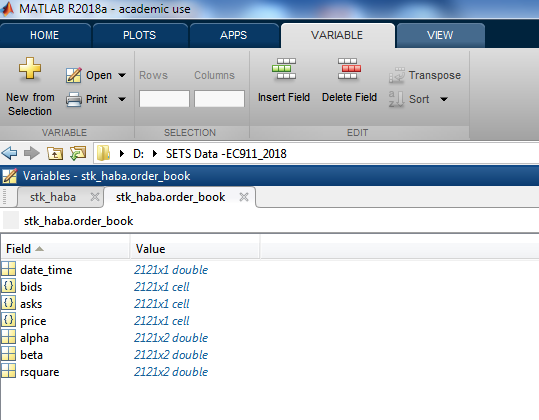 MATLAB R2018a - academic use
HOME PLOTS APPS VARIABLE VIEW
New from Selection
Open
Print
Rows Columns
Insert Field Delete Field
Transpose
Sort
VARIABLE SELECTION EDIT
D: SETS Data -EC911_2018
Variables - stk_haba.order_book
stk_haba stk_haba.order_book
stk_haba.order_book
Field Value
date_time 2121x1 double
{} bids 2121x1 cell
{} asks 2121x1 cell
{} price 2121x1 cell
alpha 2121x2 double
beta 2121x2 double
rsquare 2121x2 double